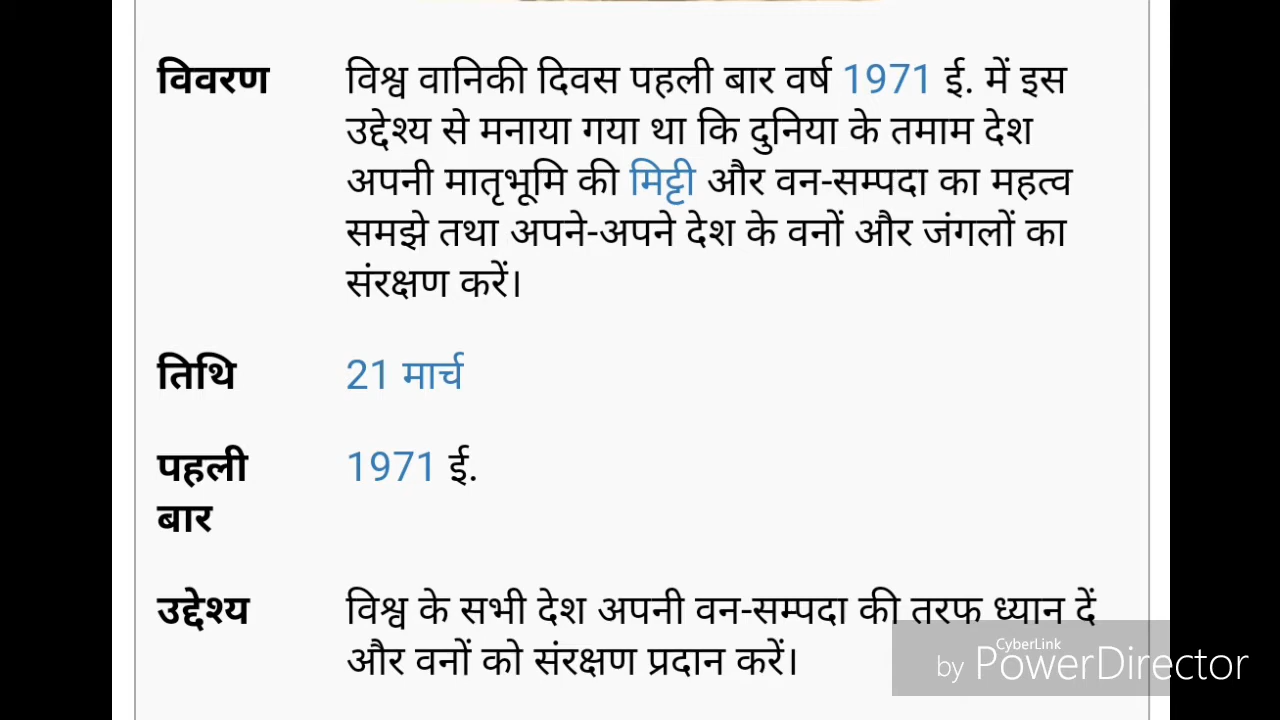 विवरण विश्व वानिकी दिवस पहली बार वर्ष 1971 ई. में इस
उद्देश्य से मनाया गया था कि दुनिया के तमाम देश
अपनी मातृभूमि की मिट्टी और वन-सम्पदा का महत्व
समझे तथा अपने-अपने देश के वनों और जंगलों का
संरक्षण करें।
तिथि 21 मार्च
पहली 1971 ई.
बार
उद्देश्य विश्व के सभी देश अपनी वन-सम्पदा की तरफ ध्यान दें
और वनों को संरक्षण प्रदान करें।
CyberLink
by PowerDirector